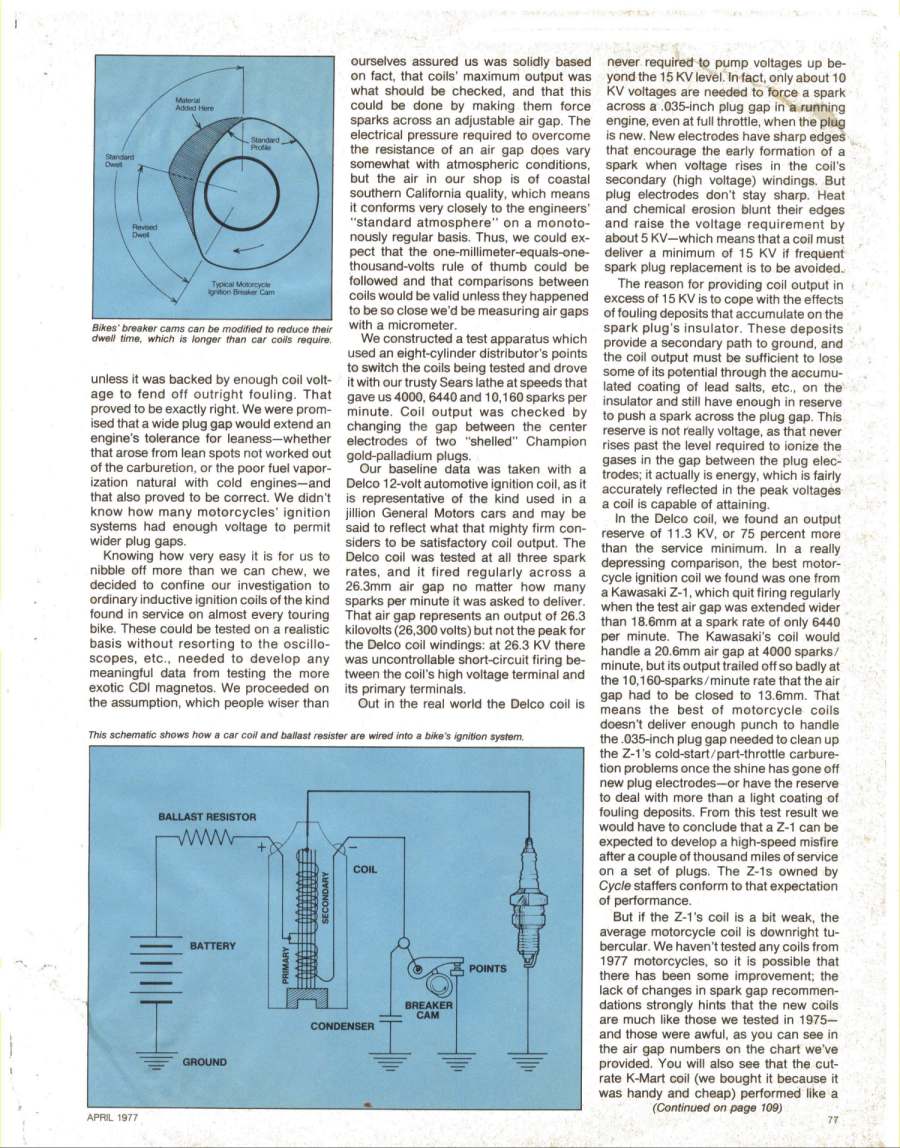 Material
Added Here
Standard
Profile
Standard
Dwell
Revised
Dwell
Typical Motorcycle
Ignition Breaker Cam
Bikes' breaker cams can be modified to reduce their
dwell time, which is longer than car coils require.
unless it was backed by enough coil volt-
age to fend off outright fouling. That
proved to be exactly right. We were prom-
ised that a wide plug gap would extend an
engine's tolerance for leaness—whether
that arose from lean spots not worked out
of the carburetion, or the poor fuel vapor-
ization natural with cold engines—and
that also proved to be correct. We didn't
know how many motorcycles' ignition
systems had enough voltage to permit
wider plug gaps.
Knowing how very easy it is for us to
nibble off more than we can chew, we
decided to confine our investigation to
ordinary inductive ignition coils of the kind
found in service on almost every touring
bike. These could be tested on a realistic
basis without resorting to the oscillo-
scopes, etc., needed to develop any
meaningful data from testing the more
exotic CDI magnetos. We proceeded on
the assumption, which people wiser than
ourselves assured us was solidly based
on fact, that coils' maximum output was
what should be checked, and that this
could be done by making them force
sparks across an adjustable air gap. The
electrical pressure required to overcome
the resistance of an air gap does vary
somewhat with atmospheric conditions,
but the air in our shop is of coastal
southern California quality, which means
it conforms very closely to the engineers'
"standard atmosphere" on a monoto-
nously regular basis. Thus, we could ex-
pect that the one-millimeter-equals-one-
thousand-volts rule of thumb could be
followed and that comparisons between
coils would be valid unless they happened
to be so close we'd be measuring air gaps
with a micrometer.
We constructed a test apparatus which
used an eight-cylinder distributor's points
to switch the coils being tested and drove
it with our trusty Sears lathe at speeds that
gave us 4000, 6440 and 10,160 sparks per
minute. Coil output was checked by
changing the gap between the center
electrodes of two "shelled" Champion
gold-palladium plugs.
Our baseline data was taken with a
Delco 12-volt automotive ignition coil, as it
is representative of the kind used in a
jillion General Motors cars and may be
said to reflect what that mighty firm con-
siders to be satisfactory coil output. The
Delco coil was tested at all three spark
rates, and it fired regularly across a
26.3mm air gap no matter how many
sparks per minute it was asked to deliver.
That air gap represents an output of 26.3
kilovolts (26,300 volts) but not the peak for
the Delco coil windings: at 26.3 KV there
was uncontrollable short-circuit firing be-
tween the coil's high voltage terminal and
its primary terminals.
Out in the real world the Delco coil is
never required to pump voltages up be-
yond the 15 KV level. In fact, only about 10
KV voltages are needed to force a spark
across a .035-inch plug gap in a running
engine, even at full throttle, when the plug
is new. New electrodes have sharp edges
that encourage the early formation of a
spark when voltage rises in the coil's
secondary (high voltage) windings. But
plug electrodes don't stay sharp. Heat
and chemical erosion blunt their edges
and raise the voltage requirement by
about 5 KV—which means that a coil must
deliver a minimum of 15 KV if frequent
spark plug replacement is to be avoided.
The reason for providing coil output in
excess of 15 KV is to cope with the effects
of fouling deposits that accumulate on the
spark plug's insulator. These deposits
provide a secondary path to ground, and
the coil output must be sufficient to lose
some of its potential through the accumu-
lated coating of lead salts, etc., on the
insulator and still have enough in reserve
to push a spark across the plug gap. This
reserve is not really voltage, as that never
rises past the level required to ionize the
gases in the gap between the plug elec-
trodes; it actually is energy, which is fairly
accurately reflected in the peak voltages
a coil is capable of attaining.
In the Delco coil, we found an output
reserve of 11.3 KV, or 75 percent more
than the service minimum. In a really
depressing comparison, the best motor-
cycle ignition coil we found was one from
a Kawasaki Z-1, which quit firing regularly
when the test air gap was extended wider
than 18.6mm at a spark rate of only 6440
per minute. The Kawasaki's coil would
handle a 20.6mm air gap at 4000 sparks/
minute, but its output trailed off so badly at
the 10,160-sparks/minute rate that the air
gap had to be closed to 13.6mm. That
means the best of motorcycle coils
doesn't deliver enough punch to handle
the .035-inch plug gap needed to clean up
the Z-1's cold-start/part-throttle carbure-
tion problems once the shine has gone off
new plug electrodes—or have the reserve
to deal with more than a light coating of
fouling deposits. From this test result we
would have to conclude that a Z-1 can be
expected to develop a high-speed misfire
after a couple of thousand miles of service
on a set of plugs. The Z-1s owned by
Cycle staffers conform to that expectation
of performance.
But if the Z-1's coil is a bit weak, the
average motorcycle coil is downright tu-
bercular. We haven't tested any coils from
1977 motorcycles, so it is possible that
there has been some improvement; the
lack of changes in spark gap recommen-
dations strongly hints that the new coils
are much like those we tested in 1975—
and those were awful, as you can see in
the air gap numbers on the chart we've
provided. You will also see that the cut-
rate K-Mart coil (we bought it because it
was handy and cheap) performed like a
(Continued on page 109)
This schematic shows how a car coil and ballast resister are wired into a bike's ignition system.
BALLAST RESISTOR
+
−
COIL
SECONDARY
PRIMARY
BATTERY
POINTS
BREAKER
CAM
CONDENSER
GROUND
APRIL 1977
77